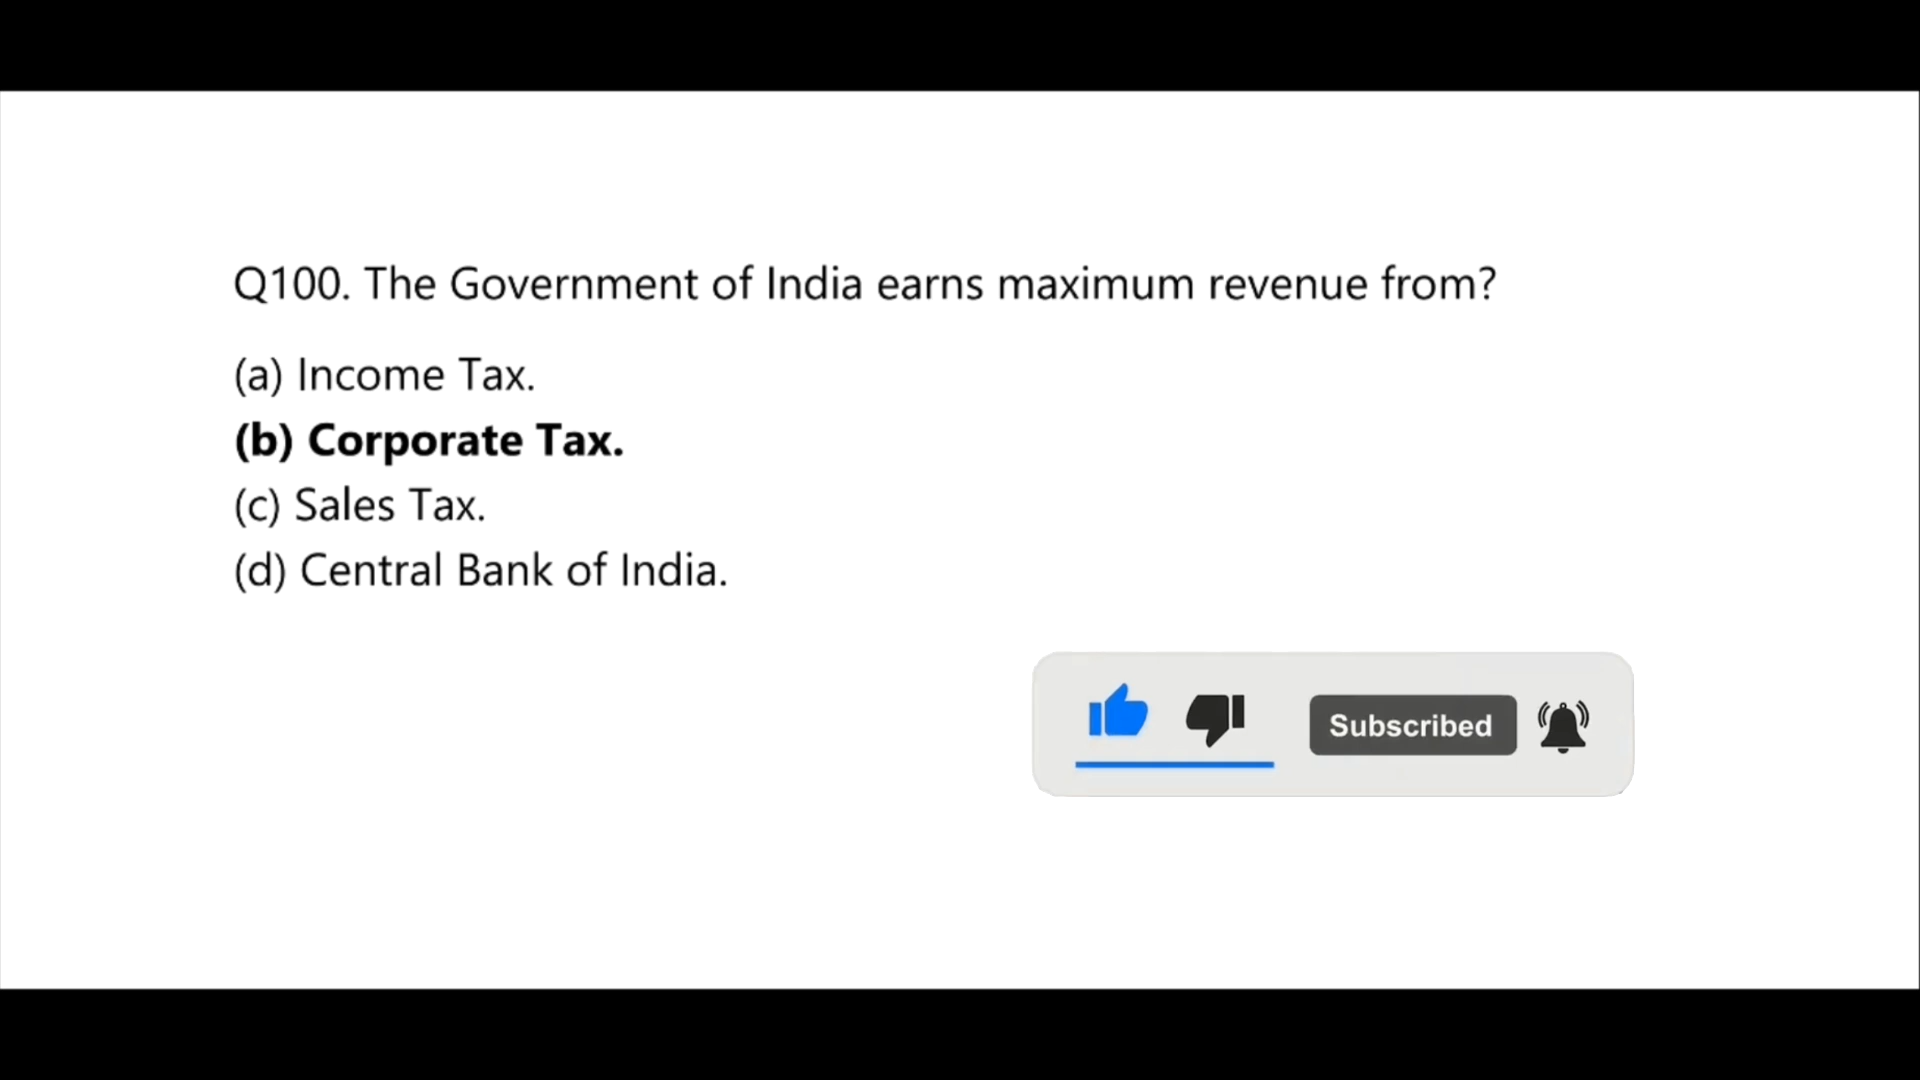 Q100. The Government of India earns maximum revenue from?
(a) Income Tax.
(b) Corporate Tax.
(c) Sales Tax.
(d) Central Bank of India.
Subscribed